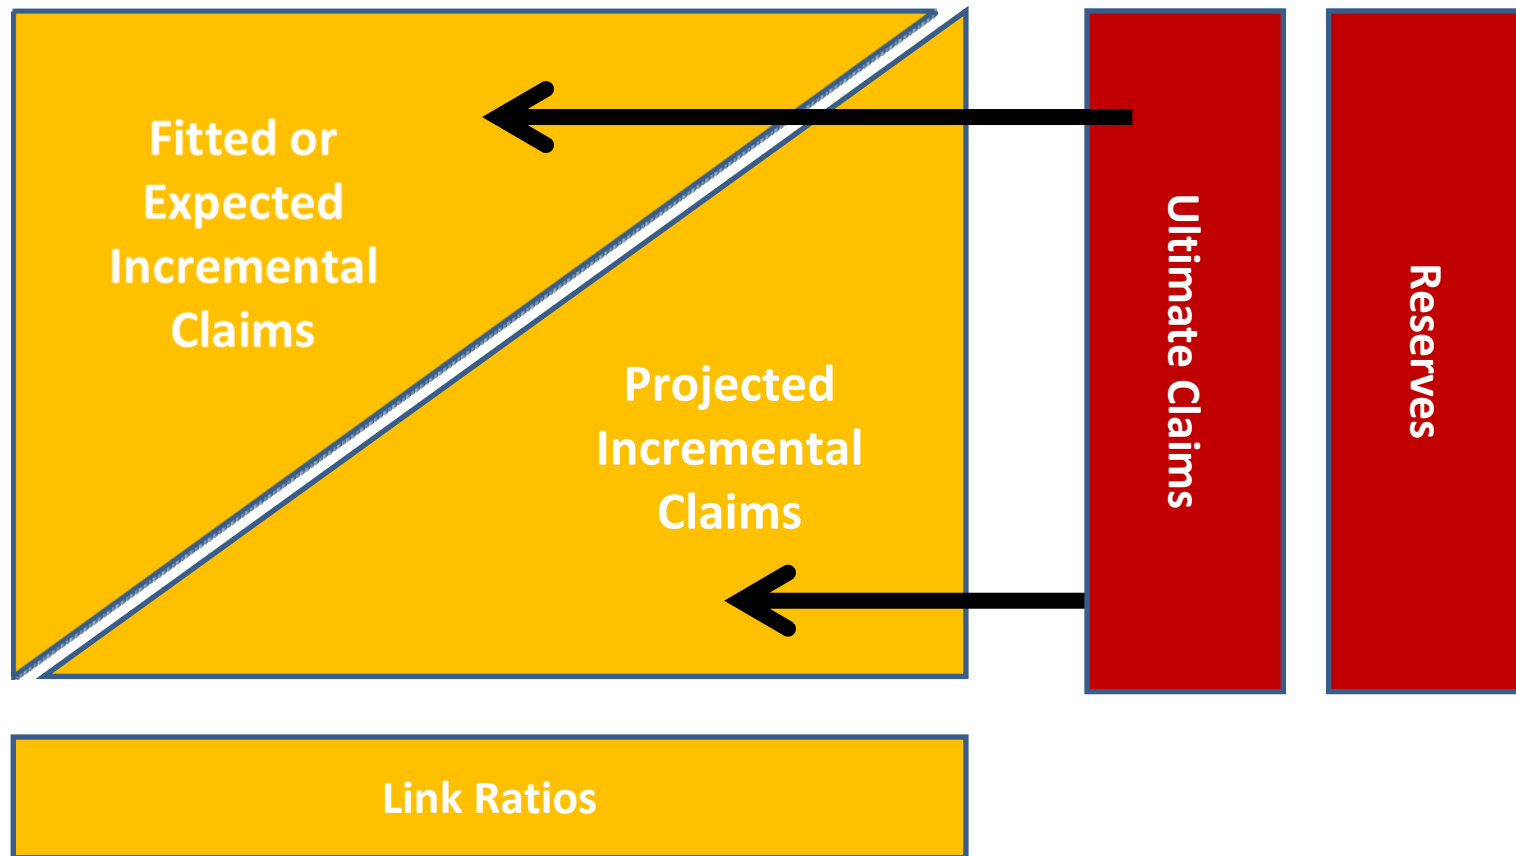 Fitted or
Expected
Incremental
Claims
Projected
Incremental
Claims
Ultimate Claims
Reserves
Link Ratios